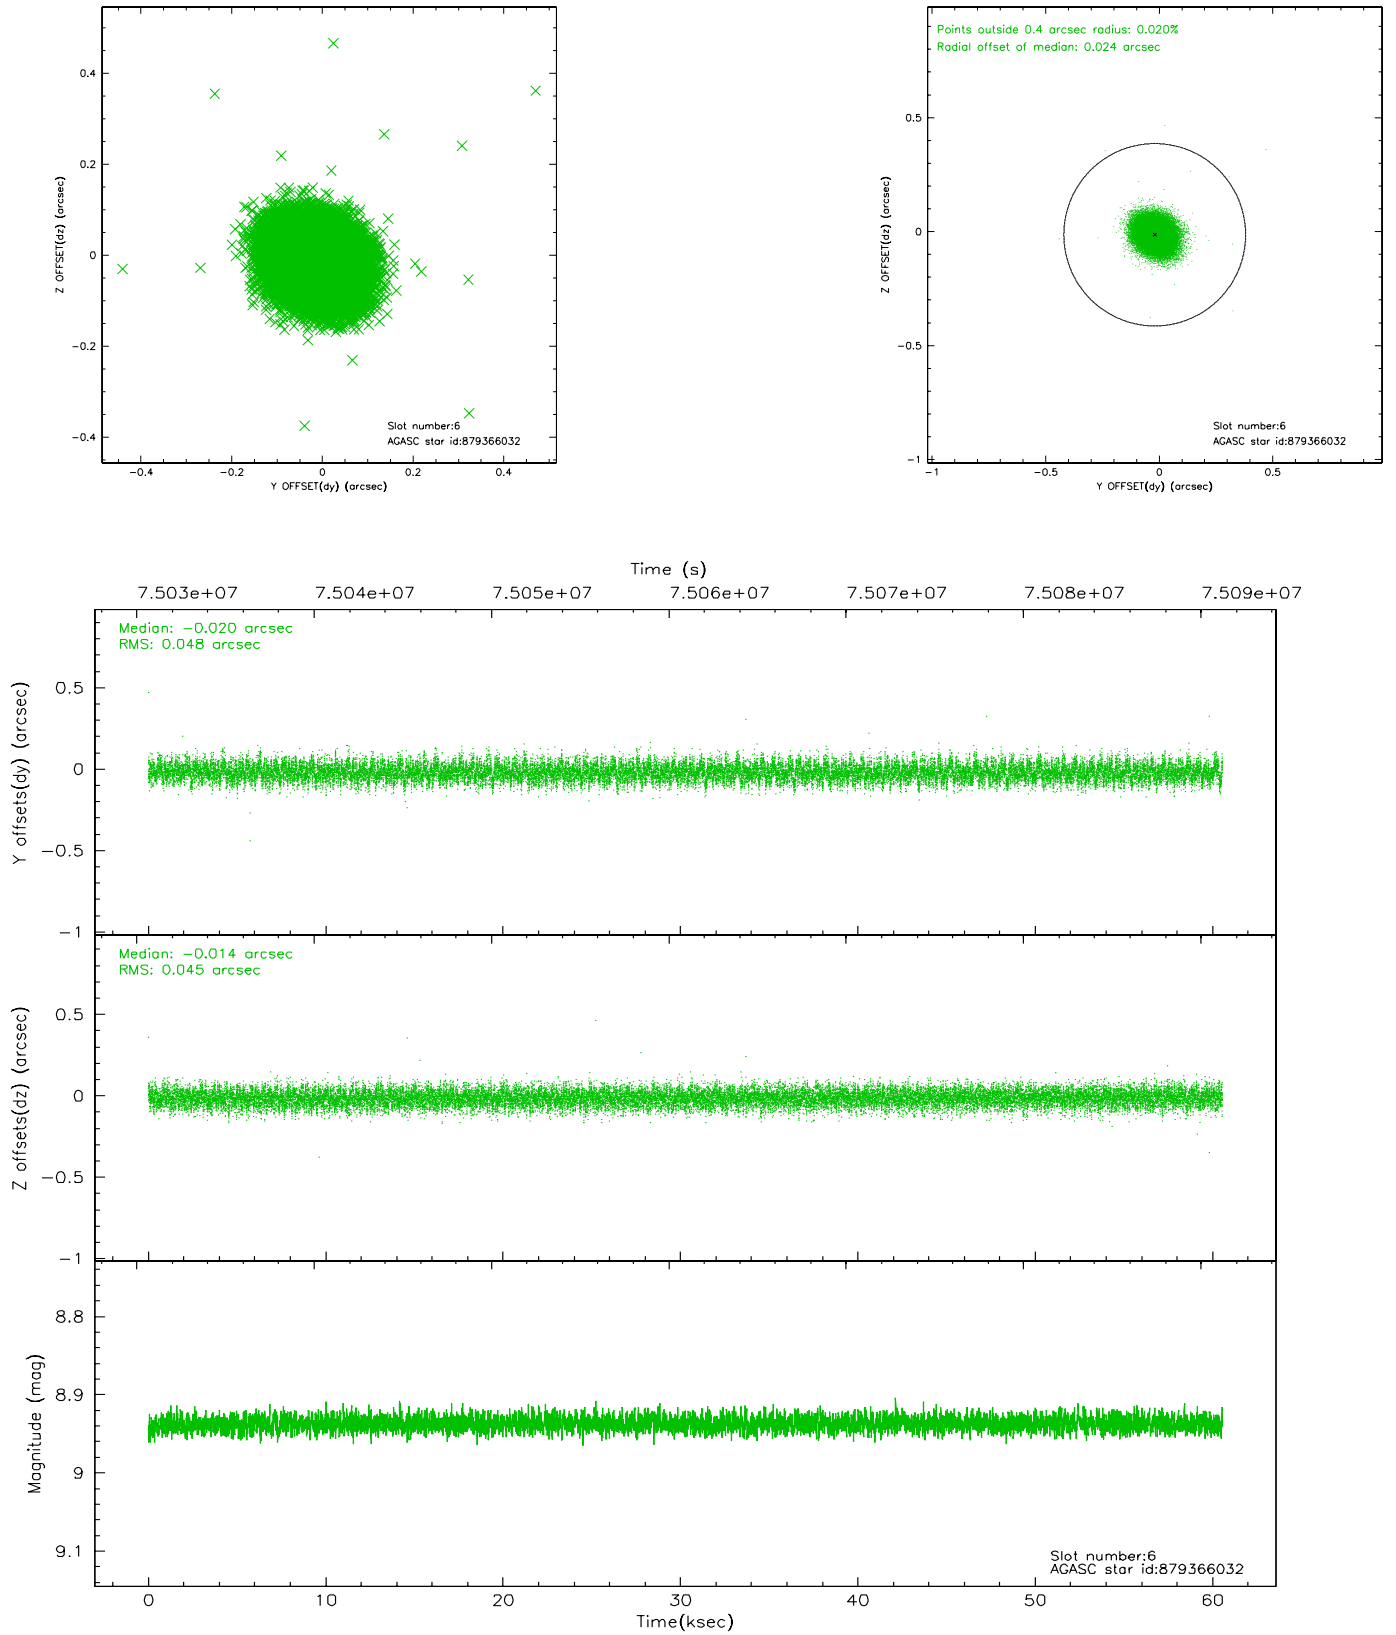 0.4
0.2
0
-0.2
-0.4
Z OFFSET(dz) (arcsec)
-0.4
-0.2
0
0.2
0.4
Y OFFSET(dy) (arcsec)
Slot number:6
AGASC star id:879366032
Points outside 0.4 arcsec radius: 0.020%
Radial offset of median: 0.024 arcsec
0.5
0
-0.5
-1
Z OFFSET(dz) (arcsec)
-1
-0.5
0
0.5
Y OFFSET(dy) (arcsec)
Slot number:6
AGASC star id:879366032
Time (s)
7.503e+07
7.504e+07
7.505e+07
7.506e+07
7.507e+07
7.508e+07
7.509e+07
Median: -0.020 arcsec
RMS: 0.048 arcsec
0.5
0
-0.5
-1
Y offsets(dy) (arcsec)
Median: -0.014 arcsec
RMS: 0.045 arcsec
0.5
0
-0.5
-1
Z offsets(dz) (arcsec)
8.8
8.9
9
9.1
Magnitude (mag)
Slot number:6
AGASC star id:879366032
0
10
20
30
40
50
60
Time(ksec)